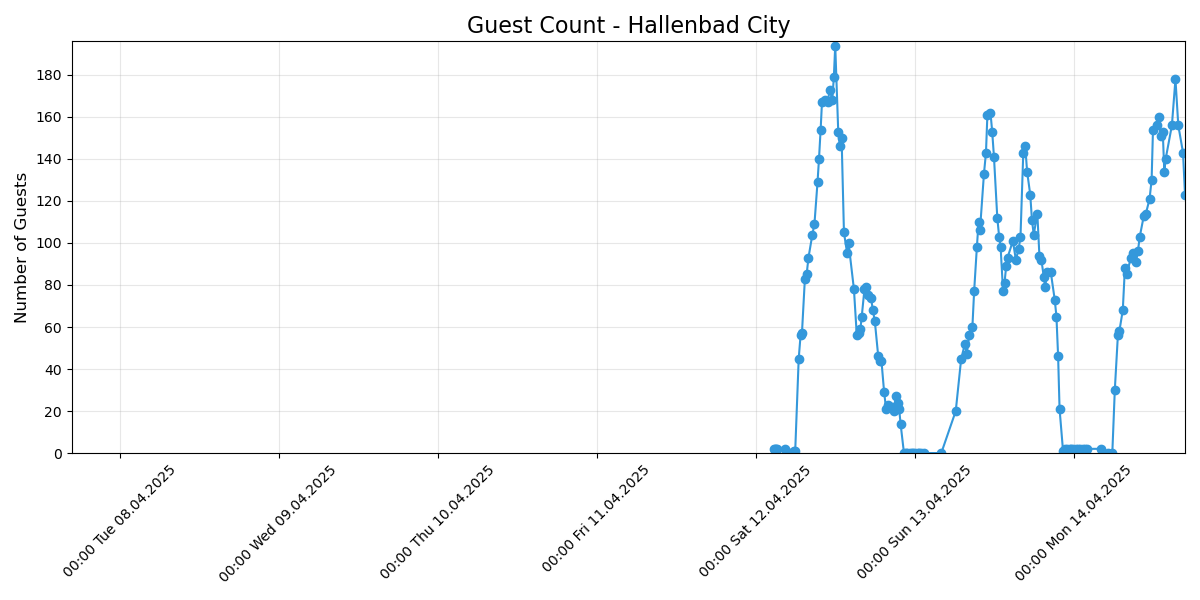 Guest Count - Hallenbad City
Number of Guests
180
160
140
120
100
80
60
40
20
0
00:00 Tue 08.04.2025
00:00 Wed 09.04.2025
00:00 Thu 10.04.2025
00:00 Fri 11.04.2025
00:00 Sat 12.04.2025
00:00 Sun 13.04.2025
00:00 Mon 14.04.2025